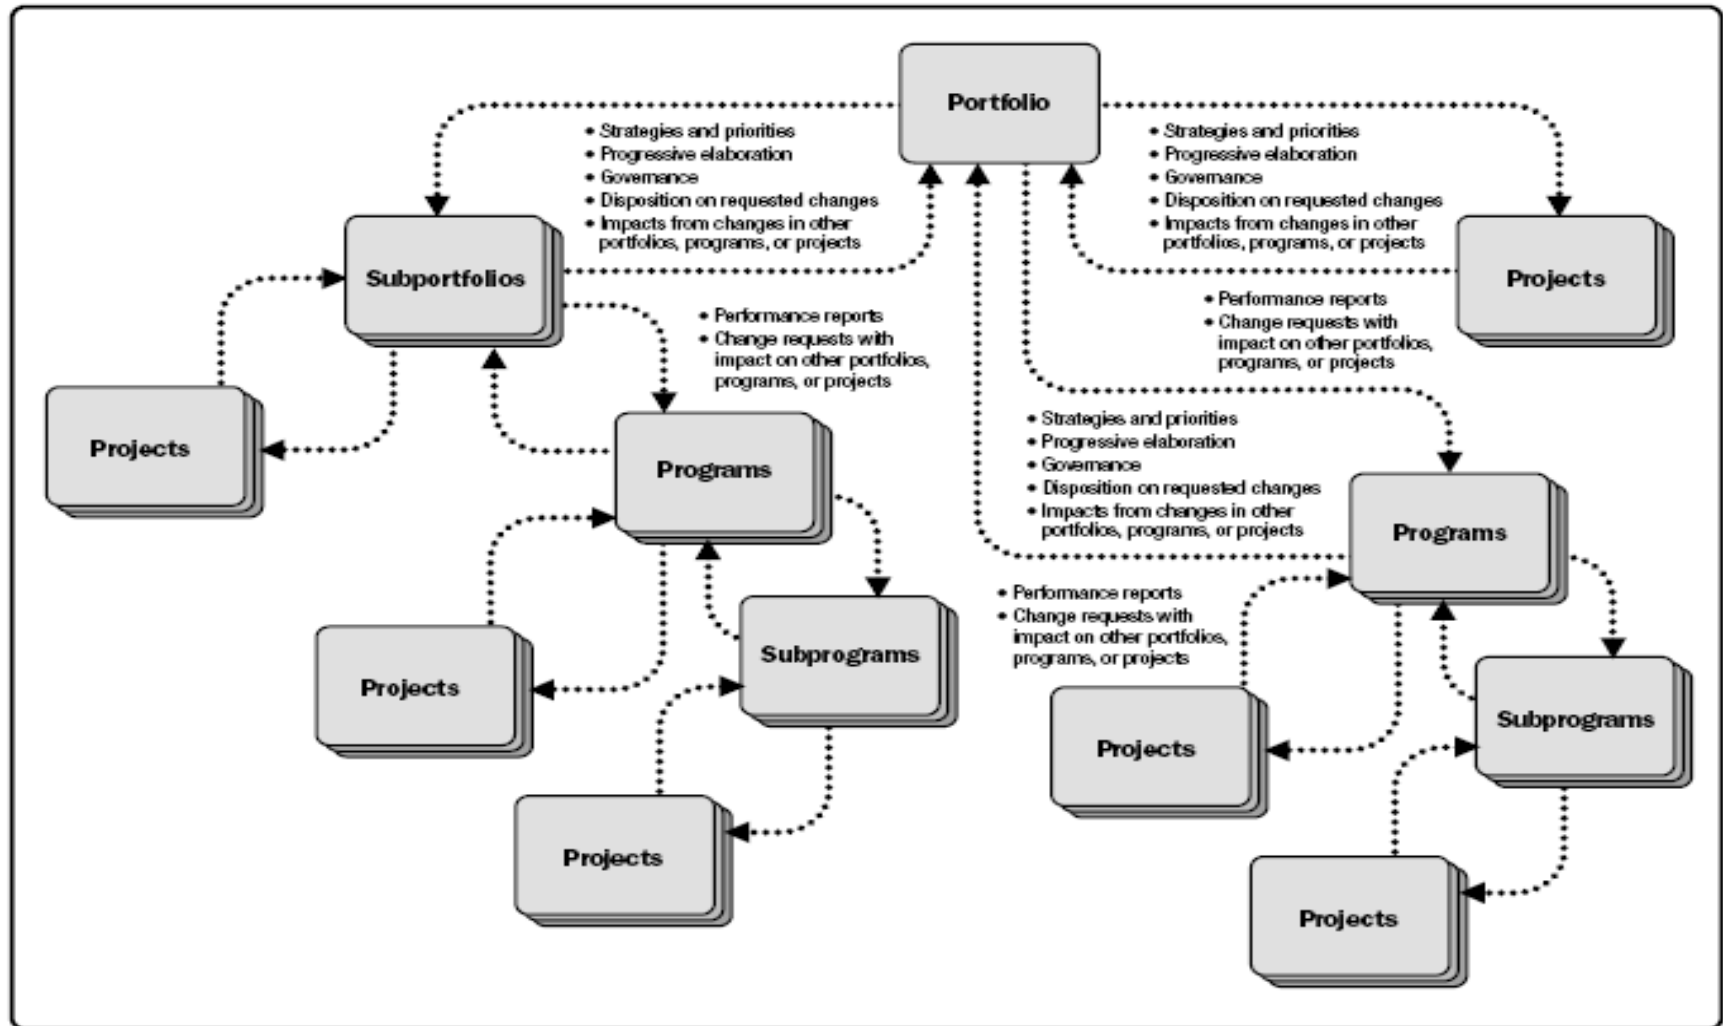 Portfolio
• Strategies and priorities
• Progressive elaboration
• Governance
• Disposition on requested changes
• Impacts from changes in other
portfolios, programs, or projects
• Strategies and priorities
• Progressive elaboration
• Governance
• Disposition on requested changes
• Impacts from changes in other
portfolios, programs, or projects
Subportfolios
Projects
• Performance reports
• Change requests with
impact on other portfolios,
programs, or projects
• Performance reports
• Change requests with
impact on other portfolios,
programs, or projects
Projects
Programs
• Strategies and priorities
• Progressive elaboration
• Governance
• Disposition on requested changes
• Impacts from changes in other
portfolios, programs, or projects
Programs
• Performance reports
• Change requests with
impact on other portfolios,
programs, or projects
Projects
Subprograms
Projects
Subprograms
Projects
Projects